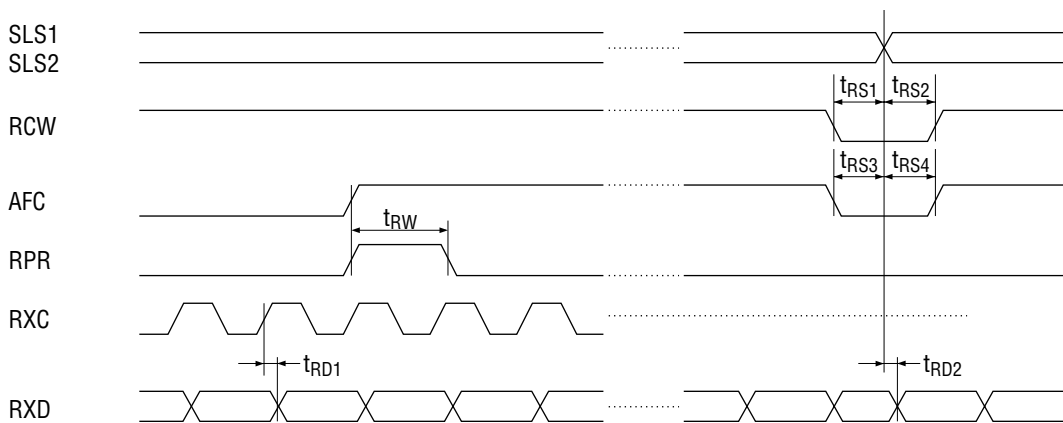 SLS1
SLS2
tRS1 tRS2
RCW
tRS3 tRS4
AFC
tRW
RPR
RXC
tRD1 tRD2
RXD